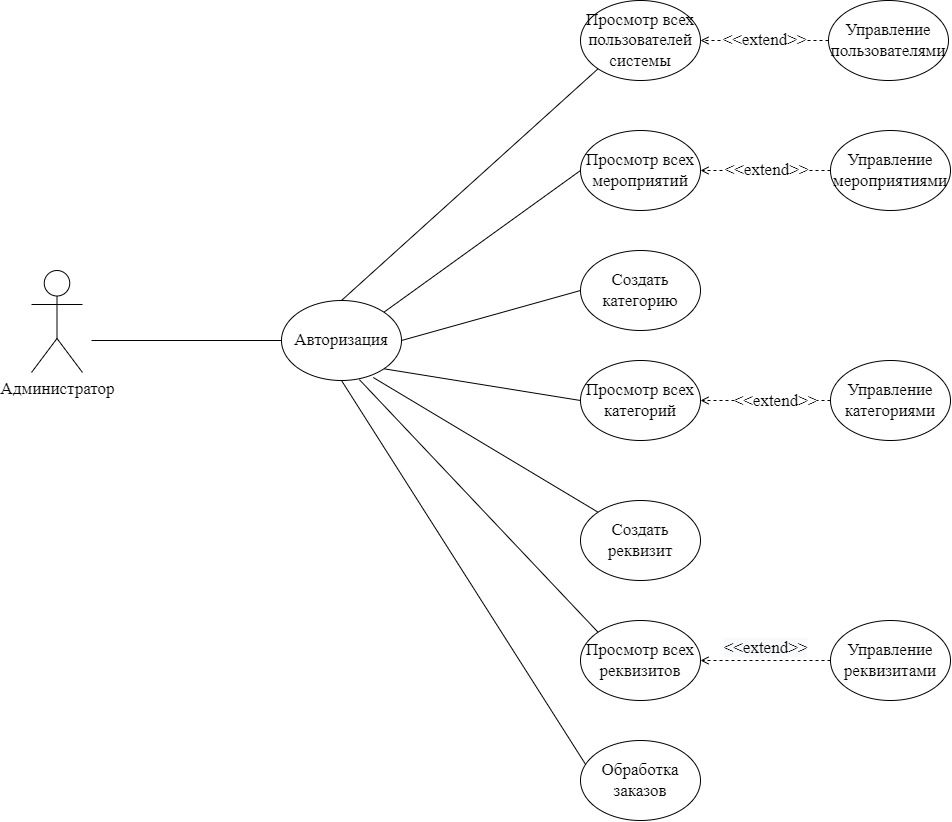 Просмотр всех
пользователей
системы
<<extend>>
Управление
пользователями
Просмотр всех
мероприятий
<<extend>>
Управление
мероприятиями
Создать
категорию
Администратор
Авторизация
Просмотр всех
категорий
<<extend>>
Управление
категориями
Создать
реквизит
Просмотр всех
реквизитов
<<extend>>
Управление
реквизитами
Обработка
заказов